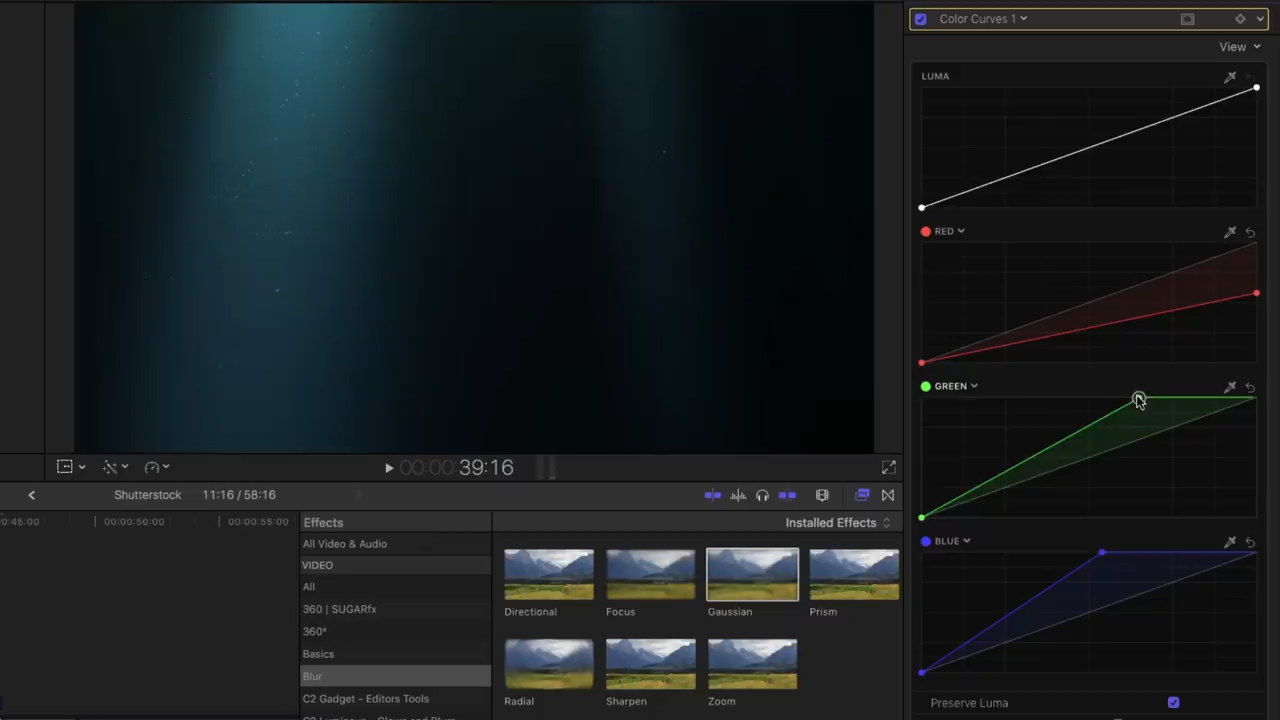 Color Curves 1
View
LUMA
RED
GREEN
BLUE
Preserve Luma
00:00:39:16
Shutterstock 11:16 / 58:16
0:45:00 00:00:50:00 00:00:55:00
Effects
Installed Effects
All Video & Audio
VIDEO
All
360 | SUGARfx
360°
Basics
Blur
C2 Gadget - Editors Tools
Directional Focus Gaussian Prism
Radial Sharpen Zoom